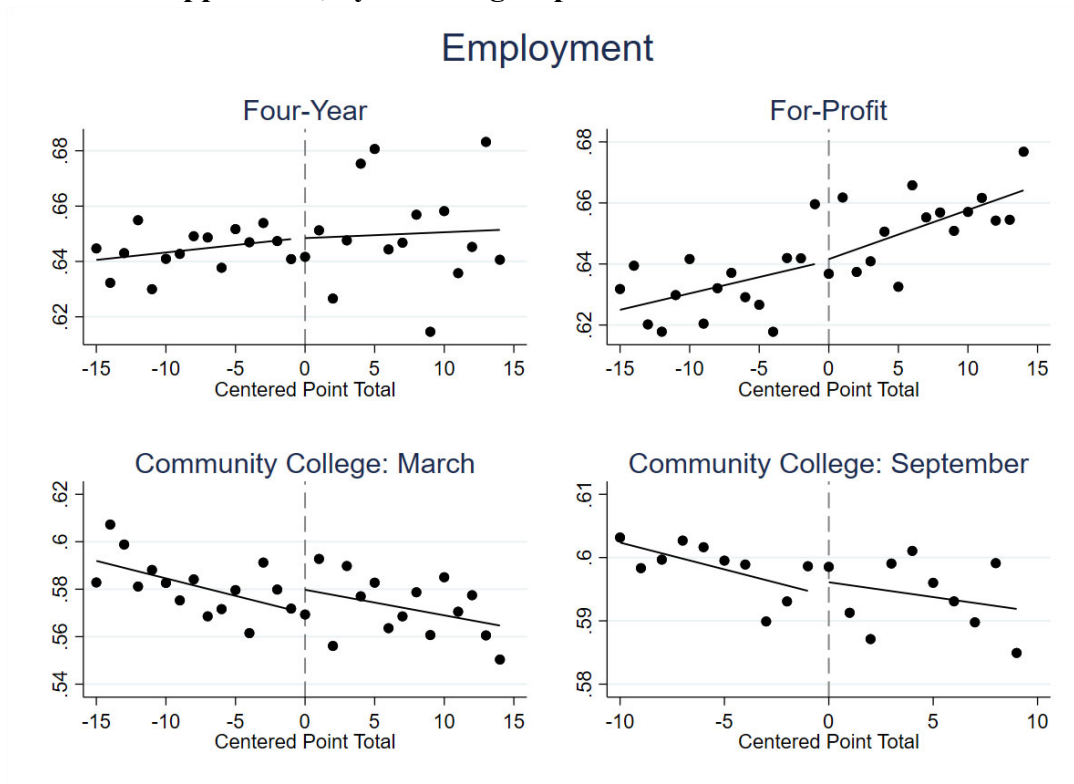 Employment
Four-Year
.68
.66
.64
.62
-15 -10 -5 0 5 10 15
Centered Point Total
For-Profit
.68
.66
.64
.62
-15 -10 -5 0 5 10 15
Centered Point Total
Community College: March
.62
.6
.58
.56
.54
-15 -10 -5 0 5 10 15
Centered Point Total
Community College: September
.61
.6
.59
.58
-10 -5 0 5 10
Centered Point Total